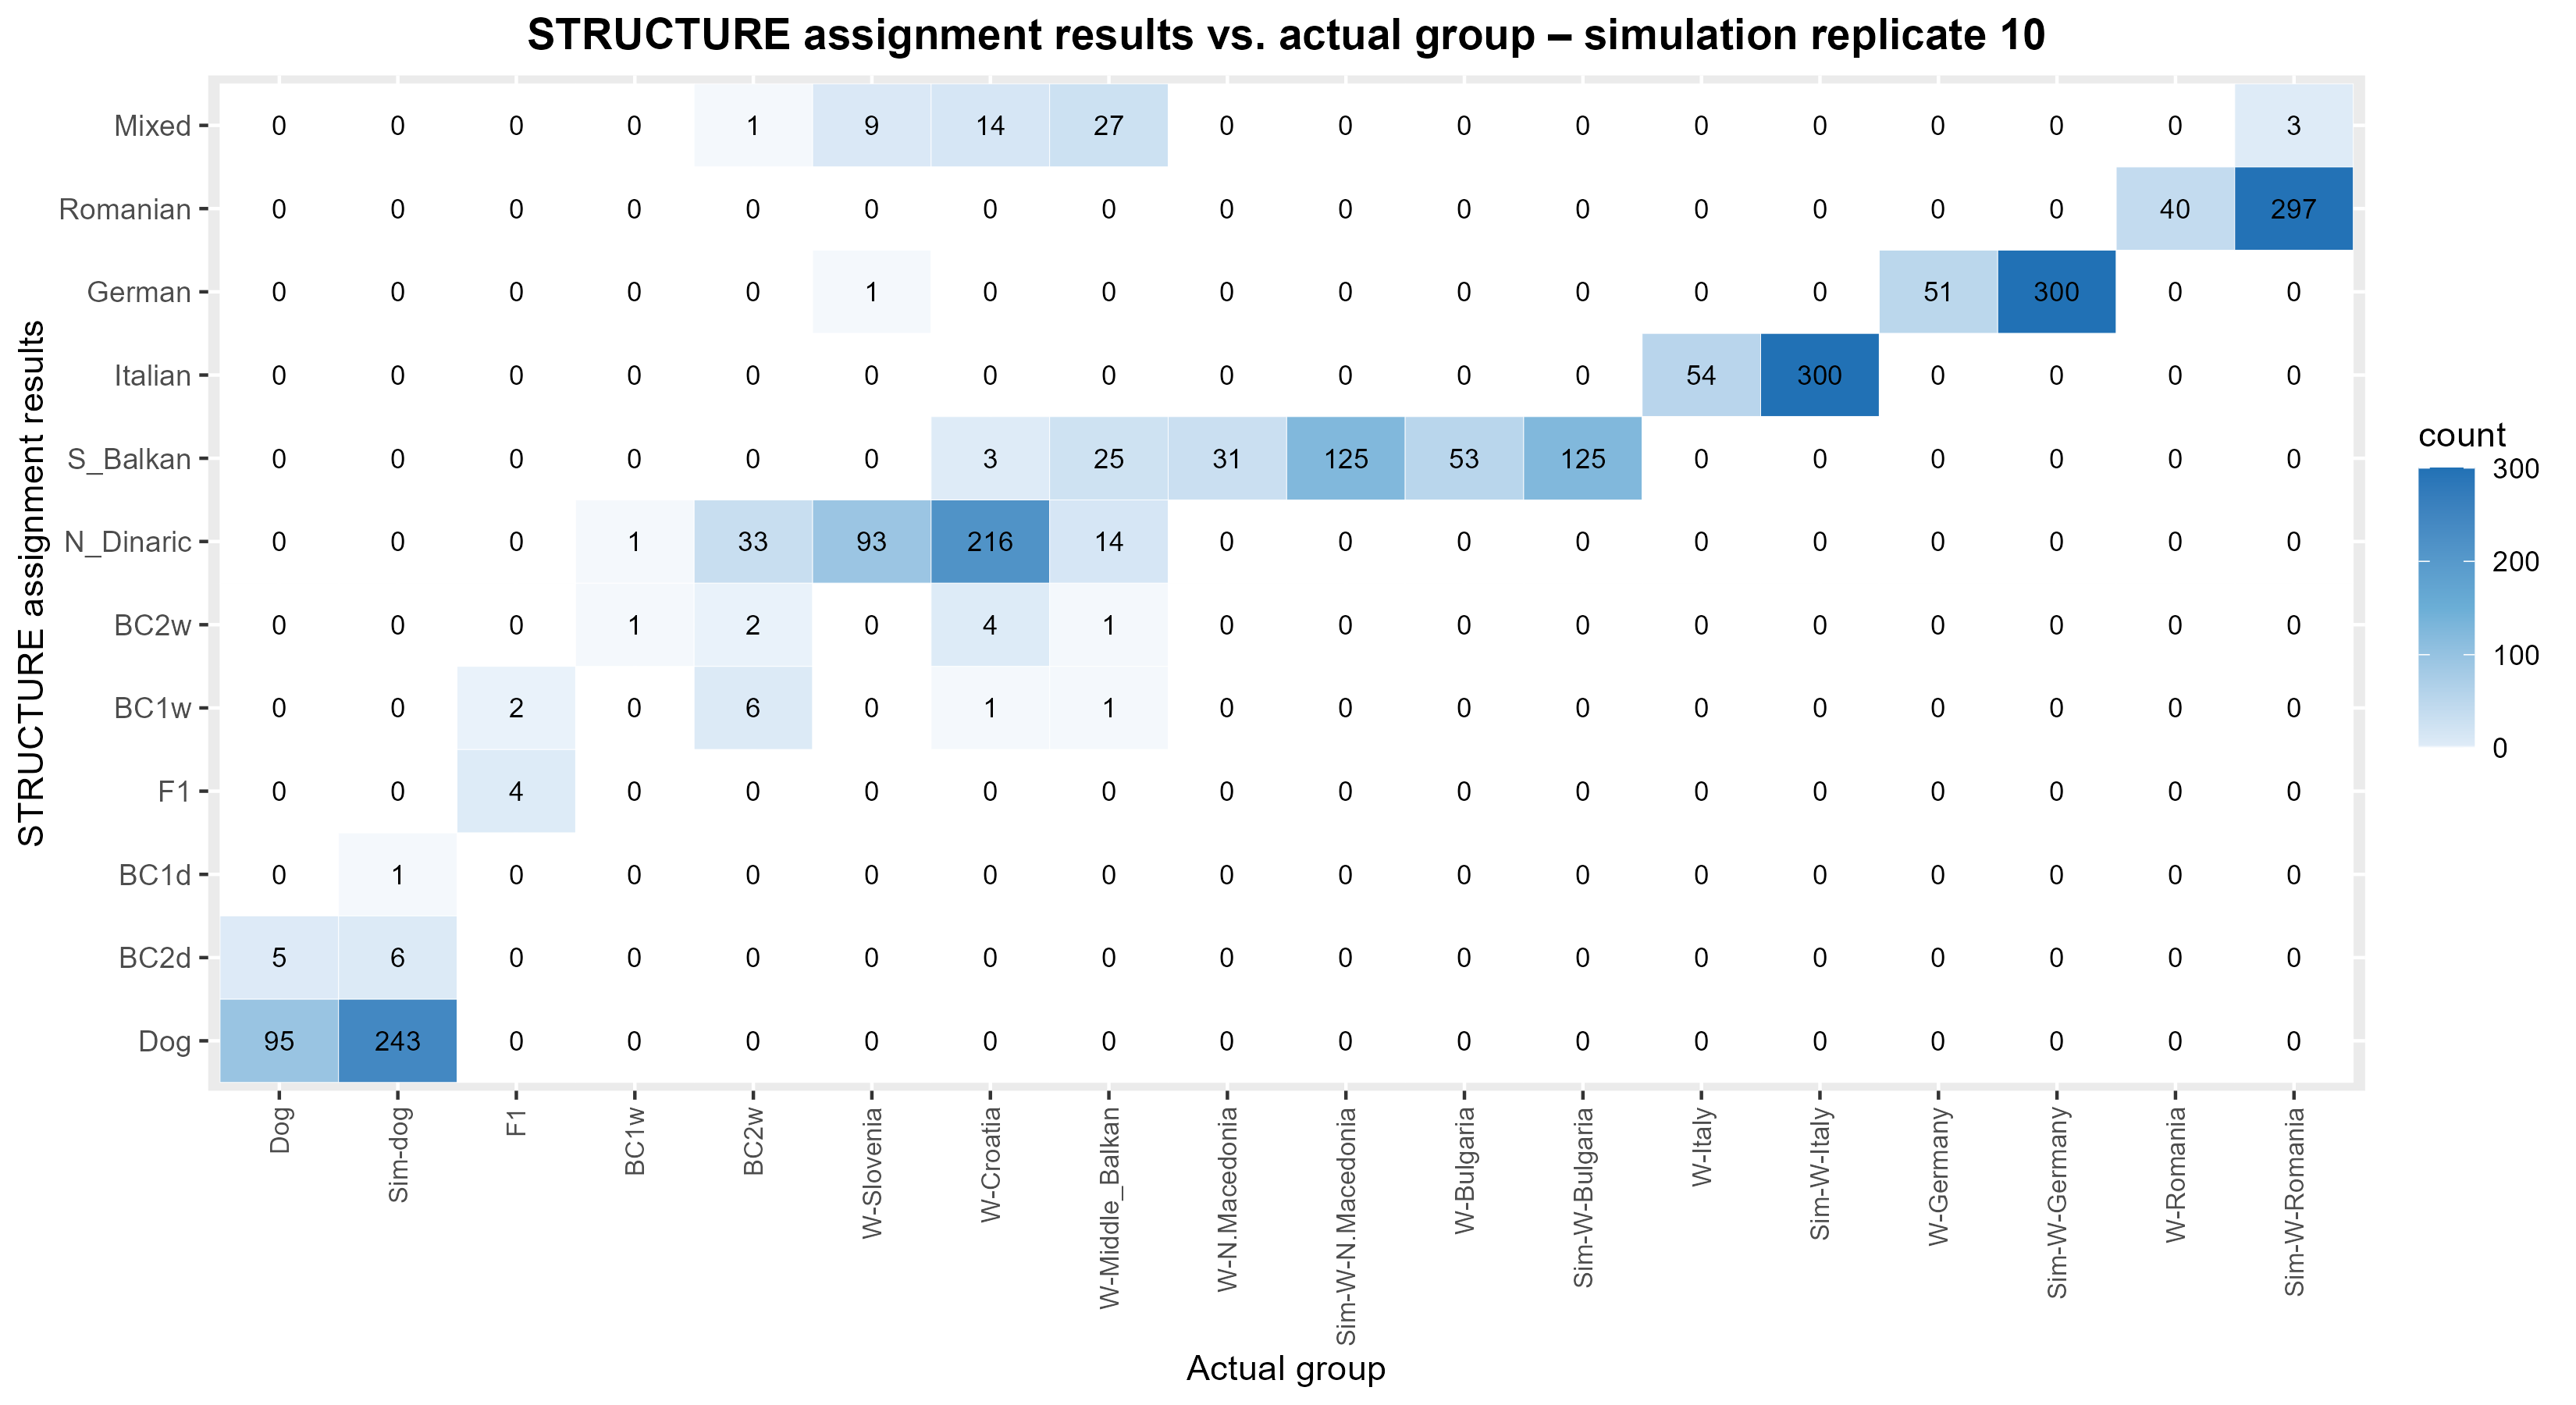 STRUCTURE assignment results vs. actual group – simulation replicate 10
STRUCTURE assignment results
Mixed 0 0 0 0 1 9 14 27 0 0 0 0 0 0 0 0 0 3
Romanian 0 0 0 0 0 0 0 0 0 0 0 0 0 0 0 0 40 297
German 0 0 0 0 0 1 0 0 0 0 0 0 0 0 51 300 0 0
Italian 0 0 0 0 0 0 0 0 0 0 0 0 54 300 0 0 0 0
S_Balkan 0 0 0 0 0 0 3 25 31 125 53 125 0 0 0 0 0 0
N_Dinaric 0 0 0 1 33 93 216 14 0 0 0 0 0 0 0 0 0 0
BC2w 0 0 0 1 2 0 4 1 0 0 0 0 0 0 0 0 0 0
BC1w 0 0 2 0 6 0 1 1 0 0 0 0 0 0 0 0 0 0
F1 0 0 4 0 0 0 0 0 0 0 0 0 0 0 0 0 0 0
BC1d 0 1 0 0 0 0 0 0 0 0 0 0 0 0 0 0 0 0
BC2d 5 6 0 0 0 0 0 0 0 0 0 0 0 0 0 0 0 0
Dog 95 243 0 0 0 0 0 0 0 0 0 0 0 0 0 0 0 0
Dog
Sim-dog
F1
BC1w
BC2w
W-Slovenia
W-Croatia
W-Middle_Balkan
W-N.Macedonia
Sim-W-N.Macedonia
W-Bulgaria
Sim-W-Bulgaria
W-Italy
Sim-W-Italy
W-Germany
Sim-W-Germany
W-Romania
Sim-W-Romania
Actual group
count
300
200
100
0